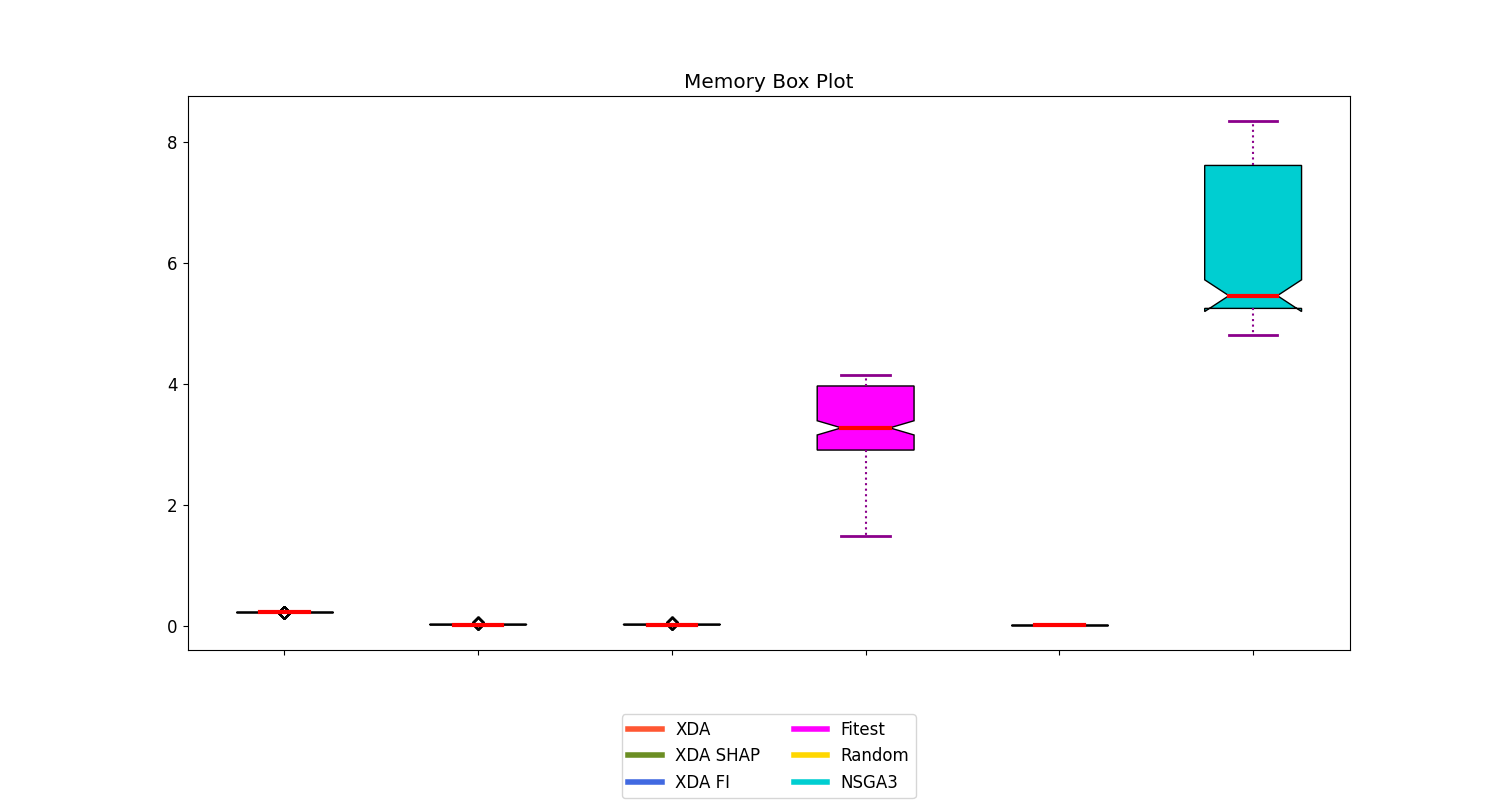 Memory Box Plot
8
6
4
2
0
XDA
XDA SHAP
XDA FI
Fitest
Random
NSGA3